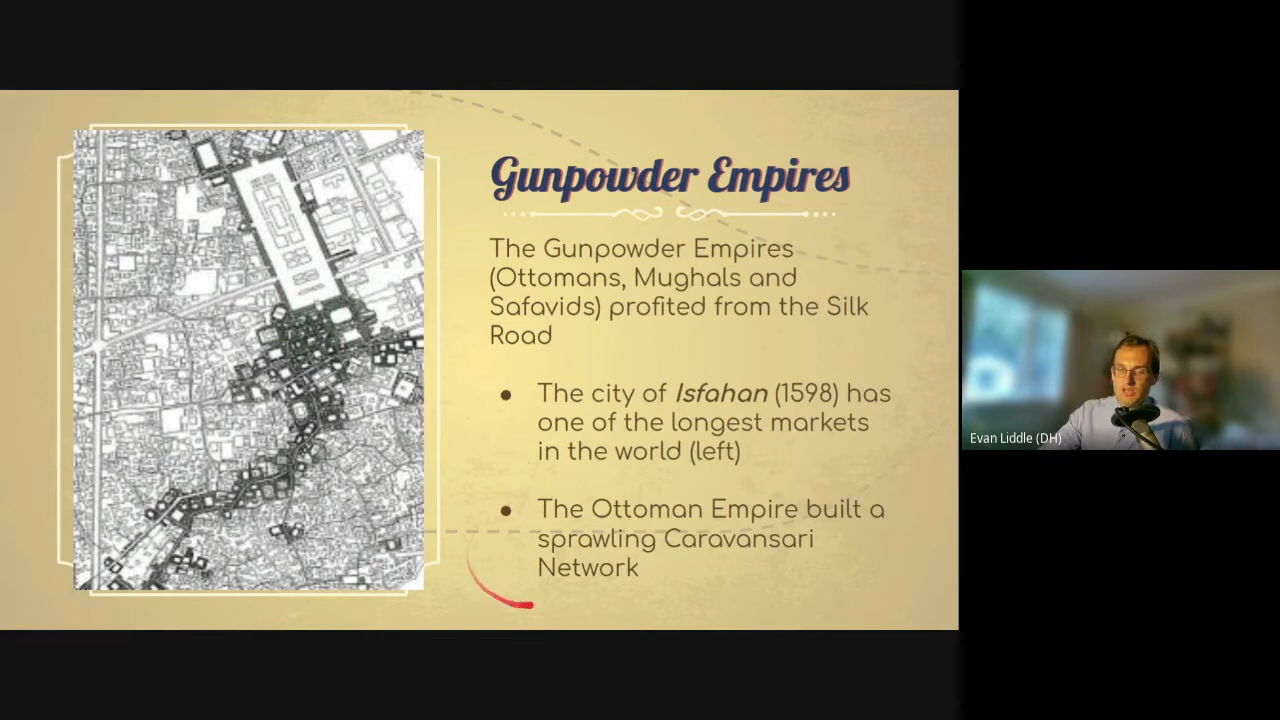 Gunpowder Empires
The Gunpowder Empires
(Ottomans, Mughals and
Safavids) profited from the Silk
Road
● The city of Isfahan (1598) has
one of the longest markets
in the world (left)
● The Ottoman Empire built a
sprawling Caravansari
Network
Evan Liddle (DH)